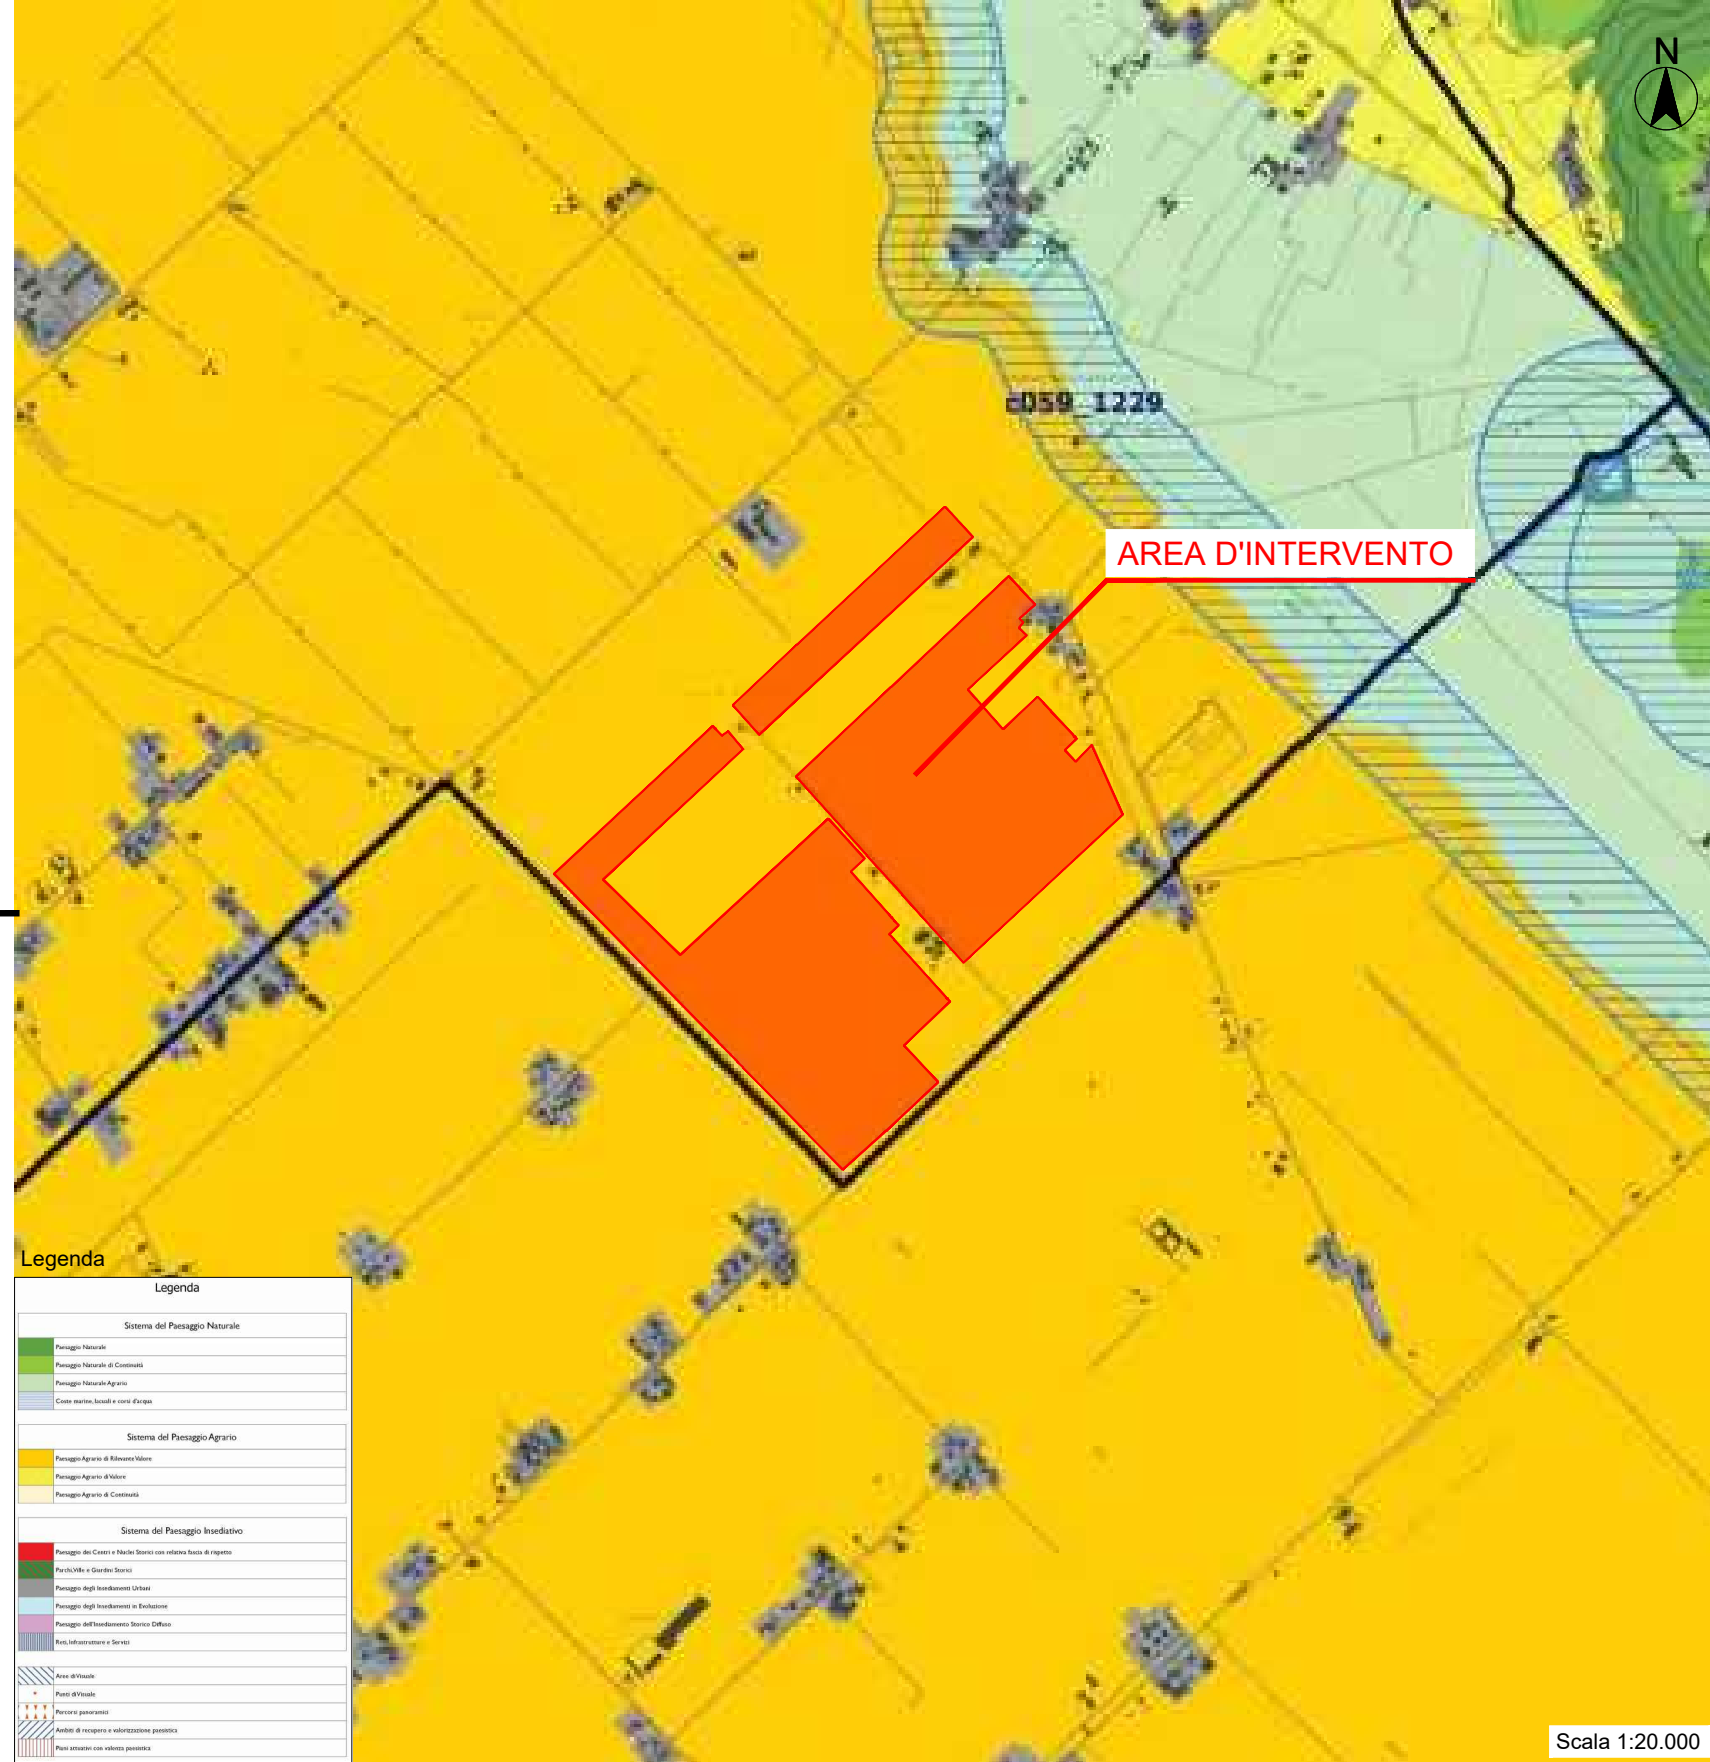 N
c059_1229
AREA D'INTERVENTO
Legenda
Legenda
Sistema del Paesaggio Naturale
Paesaggio Naturale
Paesaggio Naturale di Continuità
Paesaggio Naturale Agrario
Coste marine, lacuali e corsi d'acqua
Sistema del Paesaggio Agrario
Paesaggio Agrario di Rilevante Valore
Paesaggio Agrario di Valore
Paesaggio Agrario di Continuità
Sistema del Paesaggio Insediativo
Paesaggio dei Centri e Nuclei Storici con relativa fascia di rispetto
Parchi, Ville e Giardini Storici
Paesaggio degli Insediamenti Urbani
Paesaggio degli Insediamenti in Evoluzione
Paesaggio dell'Insediamento Storico Diffuso
Reti, Infrastrutture e Servizi
Aree di Visuale
Punti di Visuale
Percorsi panoramici
Ambiti di recupero e valorizzazione paesistica
Piani attuativi con valenza paesistica
Scala 1:20.000